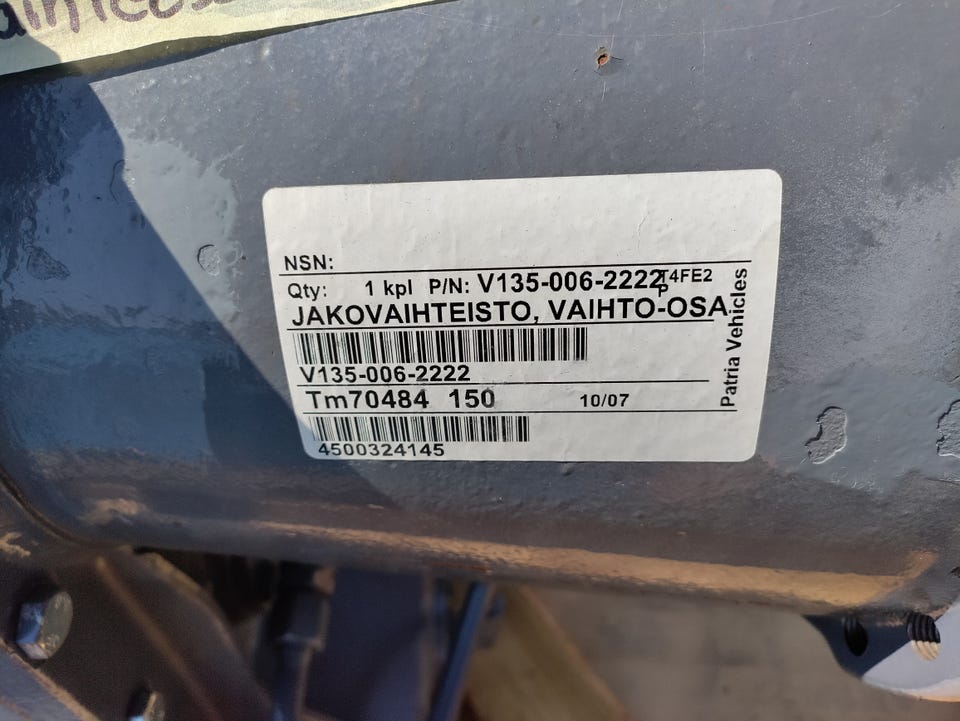 NSN:
Qty: 1 kpl P/N: V135-006-2222 T4FE2
P
JAKOVAIHTEISTO, VAIHTO-OSA
V135-006-2222
Tm70484 150 10/07
4500324145
Patria Vehicles